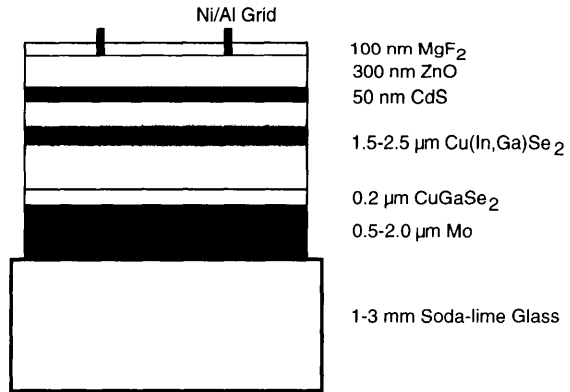 Ni/Al Grid
100 nm MgF₂
300 nm ZnO
50 nm CdS
1.5-2.5 µm Cu(In,Ga)Se₂
0.2 µm CuGaSe₂
0.5-2.0 µm Mo
1-3 mm Soda-lime Glass